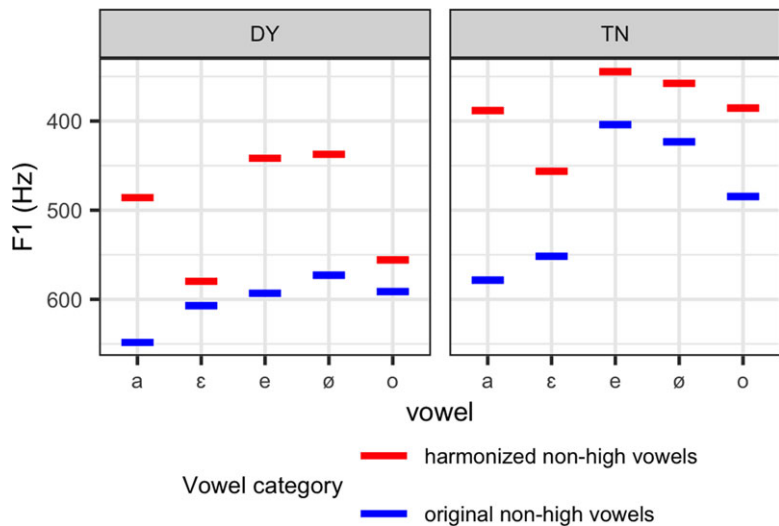 DY TN
F1 (Hz)
400
500
600
a ɛ e ø o a ɛ e ø o
vowel
Vowel category
harmonized non-high vowels
original non-high vowels